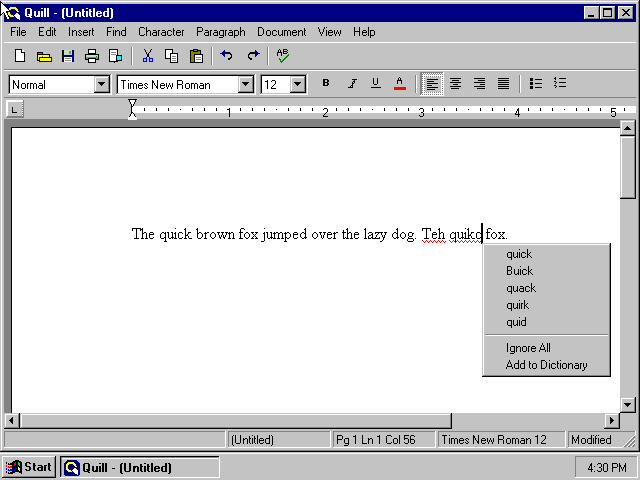 Quill - (Untitled)
File Edit Insert Find Character Paragraph Document View Help
Normal Times New Roman 12 B I U A
L 1 2 3 4 5
The quick brown fox jumped over the lazy dog. Teh quikc fox.
quick
Buick
quack
quirk
quid
Ignore All
Add to Dictionary
(Untitled) Pg 1 Ln 1 Col 56 Times New Roman 12 Modified
Start Quill - (Untitled) 4:30 PM